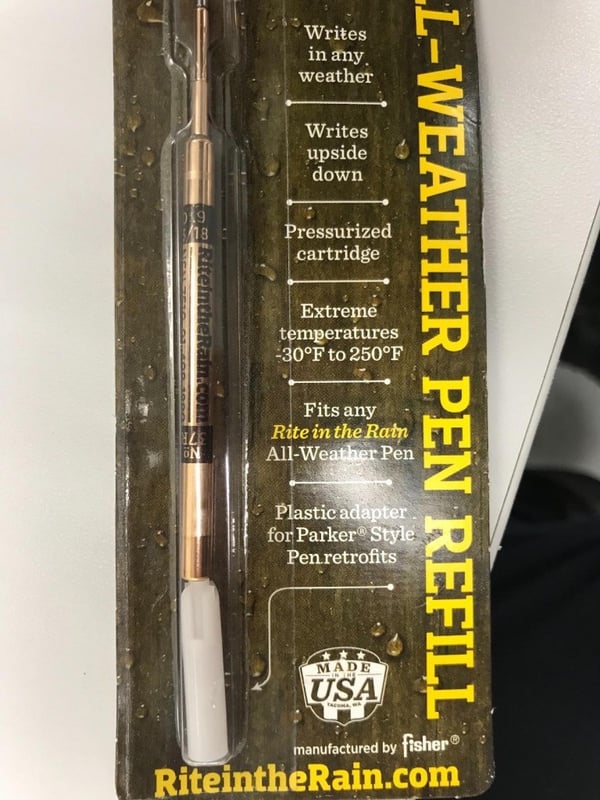 LL-WEATHER PEN REFILL
Writes
in any
weather
Writes
upside
down
Pressurized
cartridge
Extreme
temperatures
-30°F to 250°F
Fits any
Rite in the Rain
All-Weather Pen
Plastic adapter
for Parker® Style
Pen retrofits
MADE
IN THE
USA
TACOMA, WA
manufactured by fisher®
RiteintheRain.com
/18
RiteintheRain.com
No